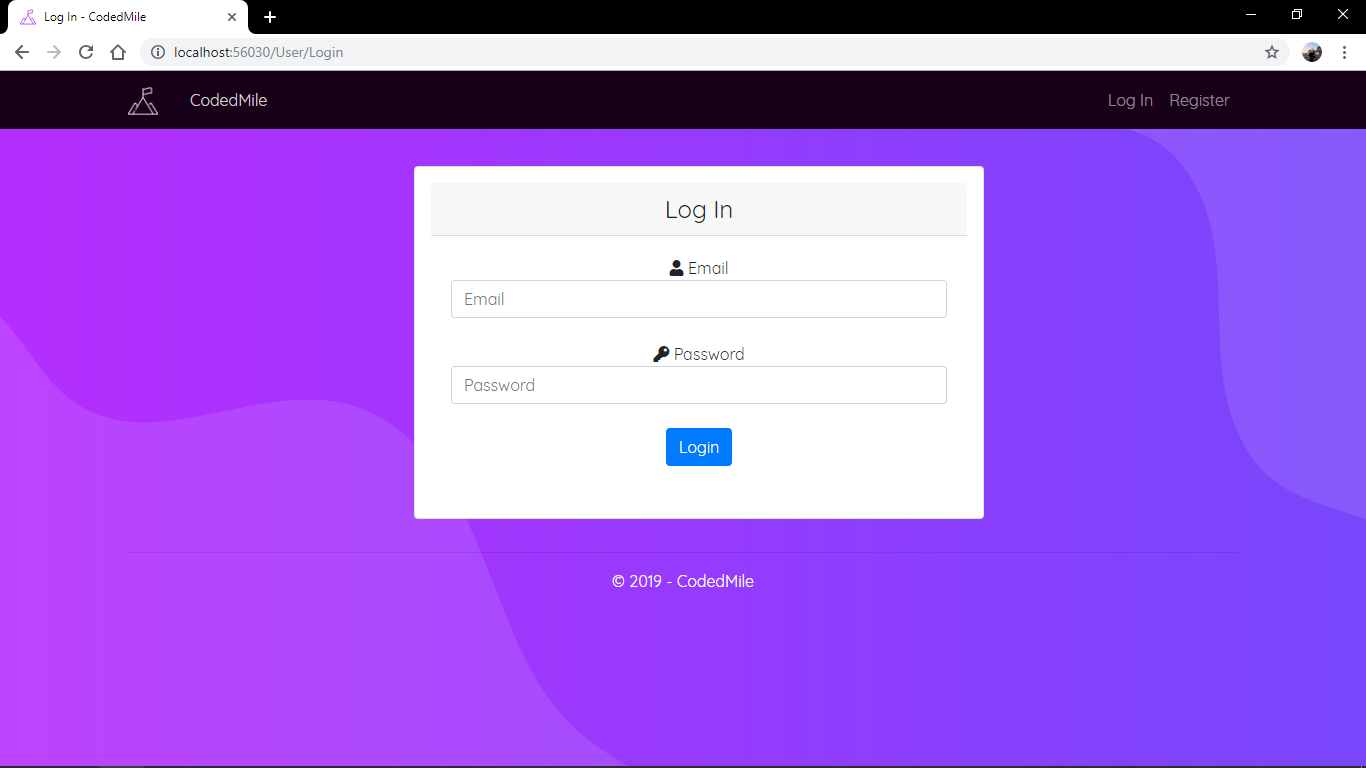 Log In - CodedMile
localhost:56030/User/Login
CodedMile
Log In Register
Log In
Email
Email
Password
Password
Login
© 2019 - CodedMile